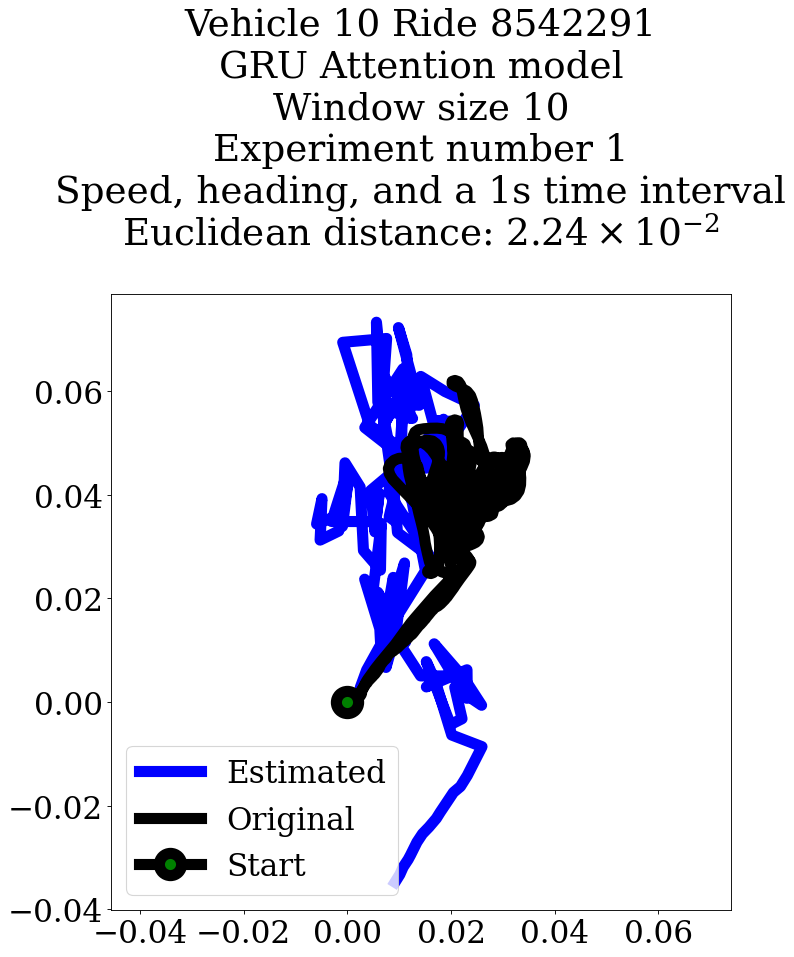 Vehicle 10 Ride 8542291
GRU Attention model
Window size 10
Experiment number 1
Speed, heading, and a 1s time interval
Euclidean distance: 2.24 × 10⁻²
0.06
0.04
0.02
0.00
−0.02
−0.04
Estimated
Original
Start
−0.04 −0.02 0.00 0.02 0.04 0.06